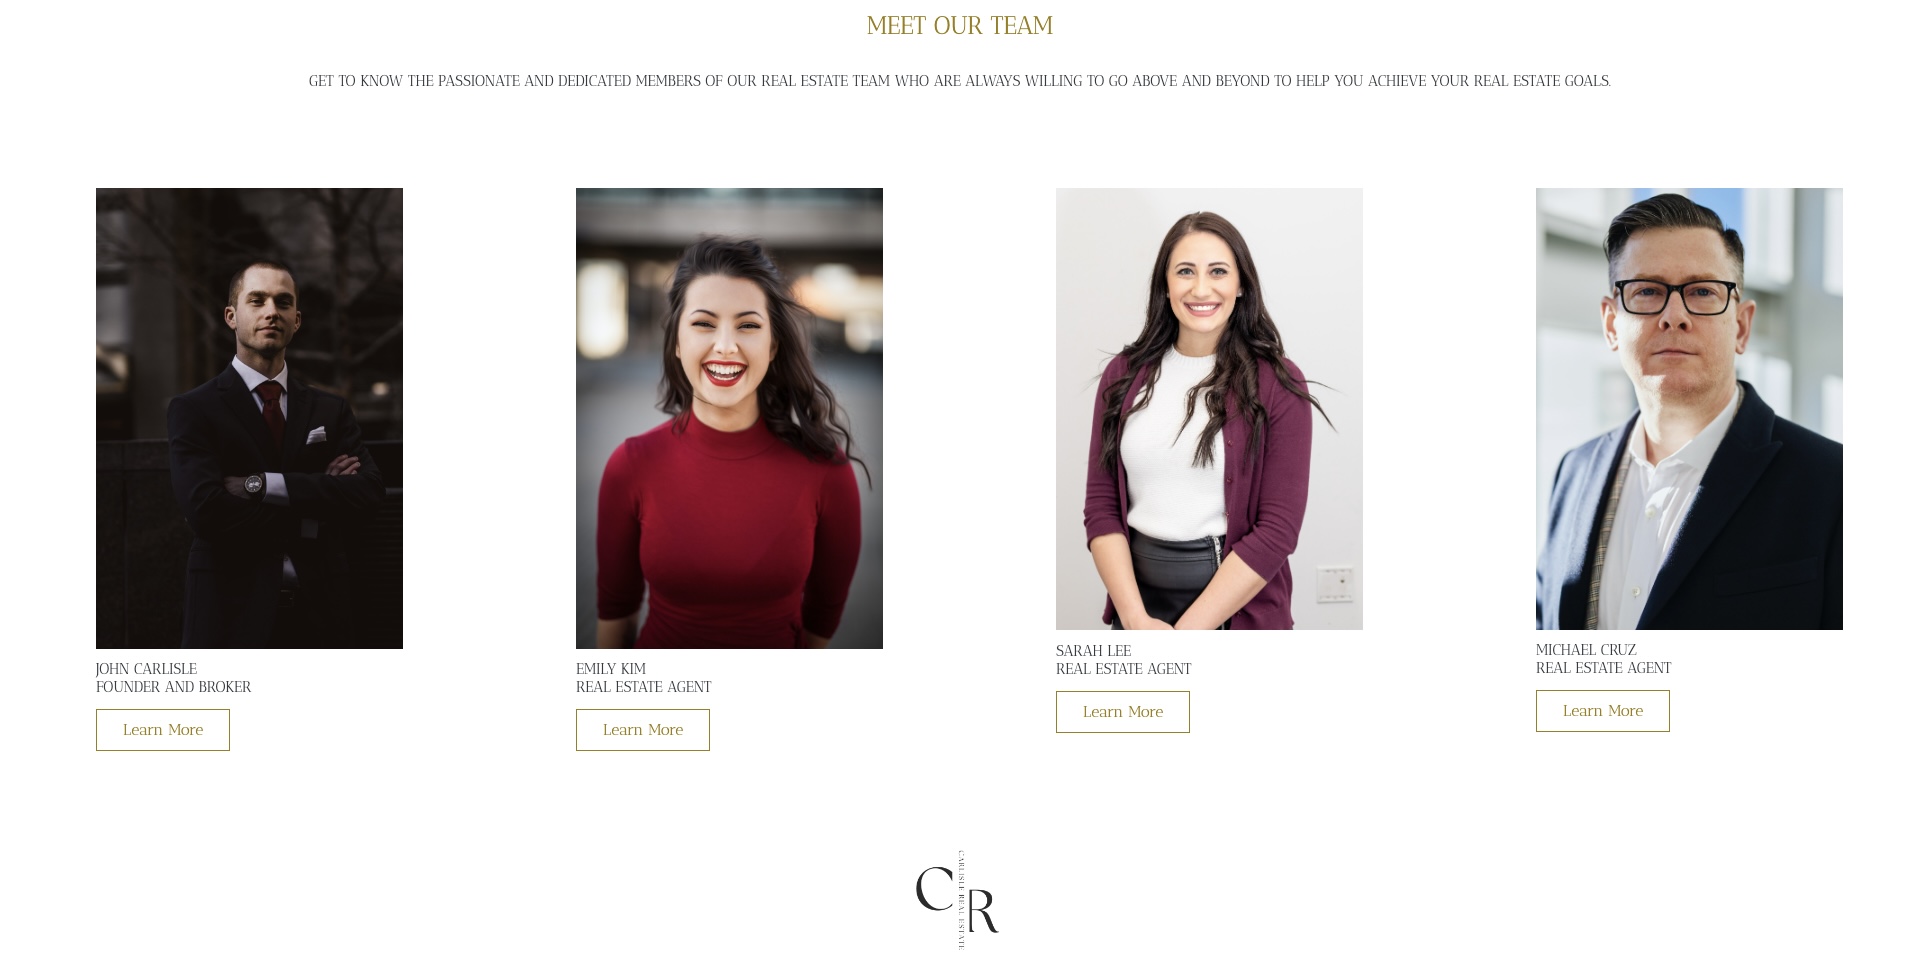 MEET OUR TEAM
GET TO KNOW THE PASSIONATE AND DEDICATED MEMBERS OF OUR REAL ESTATE TEAM WHO ARE ALWAYS WILLING TO GO ABOVE AND BEYOND TO HELP YOU ACHIEVE YOUR REAL ESTATE GOALS.
JOHN CARLISLE
FOUNDER AND BROKER
Learn More
EMILY KIM
REAL ESTATE AGENT
Learn More
SARAH LEE
REAL ESTATE AGENT
Learn More
MICHAEL CRUZ
REAL ESTATE AGENT
Learn More
C
CARLISLE REAL ESTATE
R